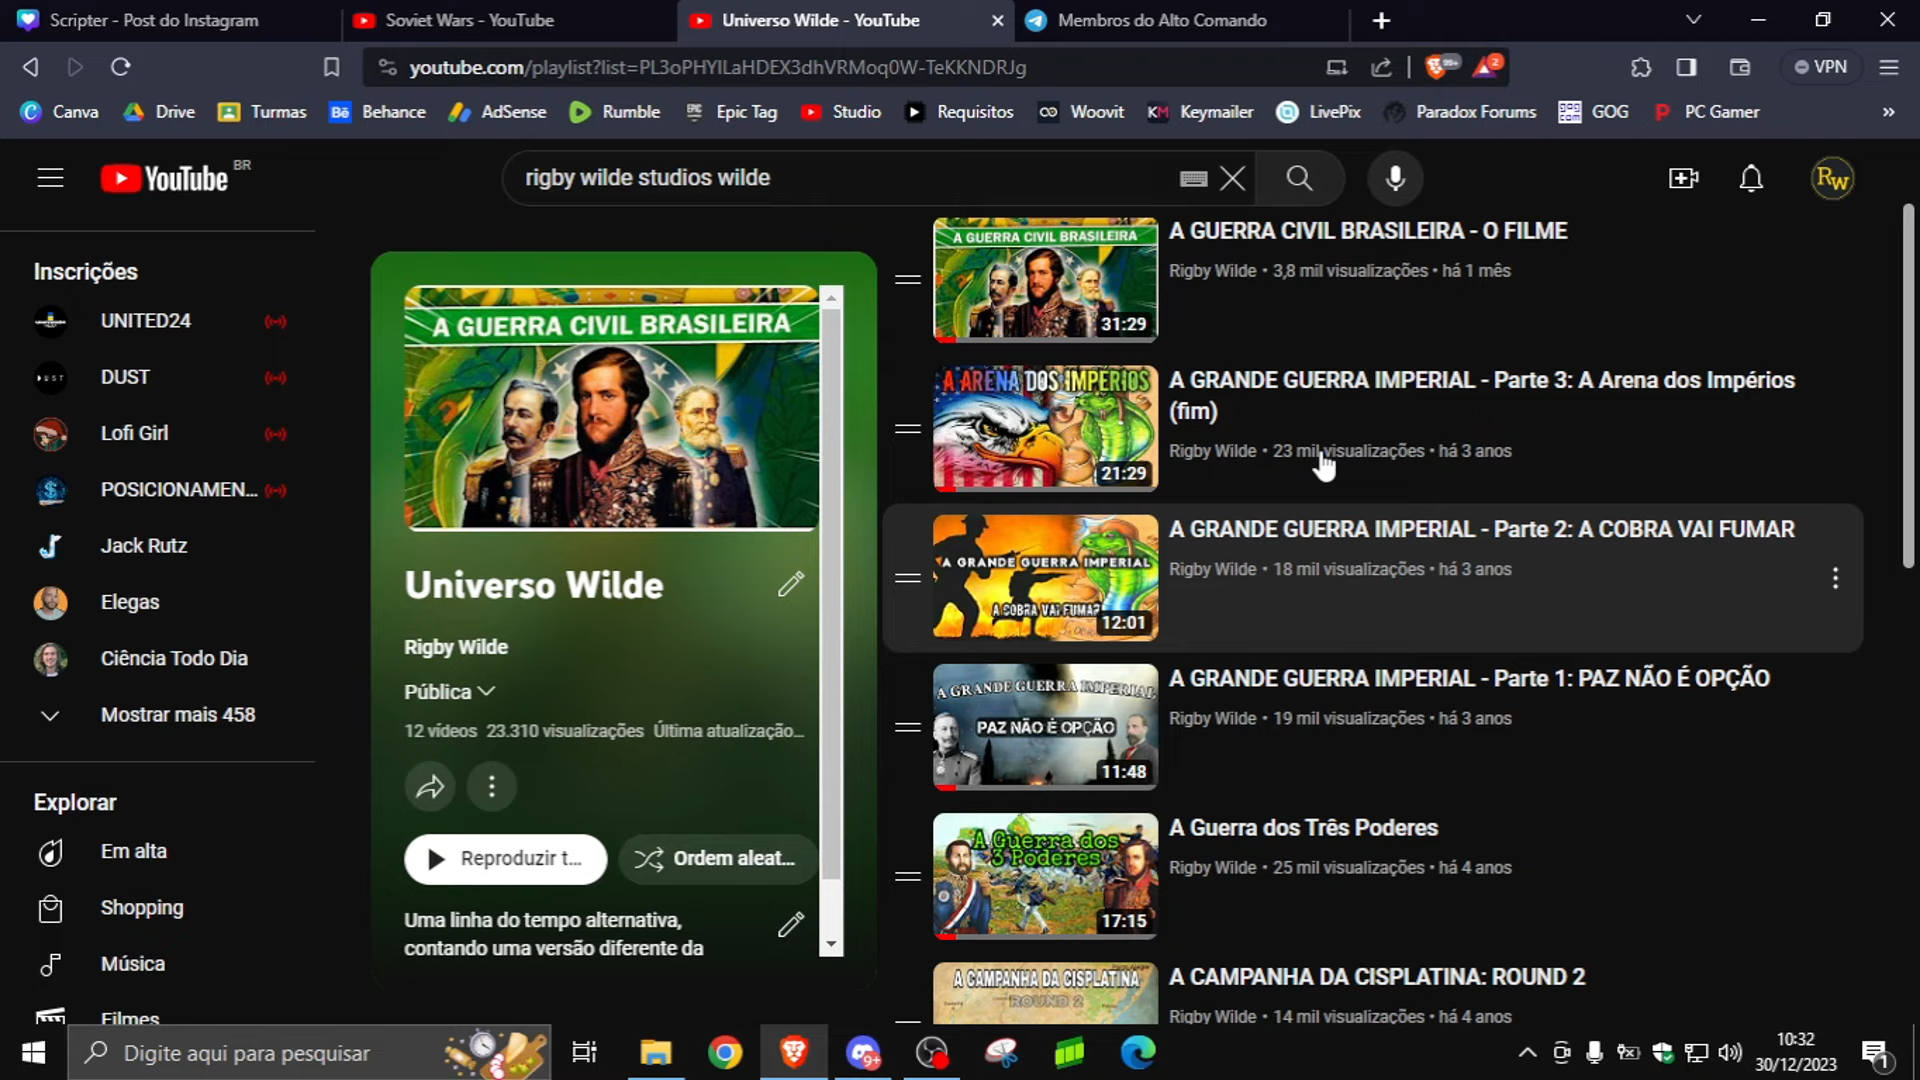 Scripter - Post do Instagram
Soviet Wars - YouTube
Universo Wilde - YouTube
Membros do Alto Comando
youtube.com/playlist?list=PL3oPHYILaHDEX3dhVRMoq0W-TeKKNDRJg
99+
2
VPN
Canva
Drive
Turmas
Behance
AdSense
Rumble
Epic Tag
Studio
Requisitos
Woovit
Keymailer
LivePix
Paradox Forums
GOG
PC Gamer
YouTube BR
rigby wilde studios wilde
RW
Inscrições
UNITED24
DUST
Lofi Girl
POSICIONAMEN...
Jack Rutz
Elegas
Ciência Todo Dia
Mostrar mais 458
Explorar
Em alta
Shopping
Música
Filmes
A GUERRA CIVIL BRASILEIRA
Universo Wilde
Rigby Wilde
Pública
12 vídeos 23.310 visualizações Última atualização...
Reproduzir t...
Ordem aleat...
Uma linha do tempo alternativa,
contando uma versão diferente da
A GUERRA CIVIL BRASILEIRA
31:29
A GUERRA CIVIL BRASILEIRA - O FILME
Rigby Wilde • 3,8 mil visualizações • há 1 mês
A ARENA DOS IMPÉRIOS
21:29
A GRANDE GUERRA IMPERIAL - Parte 3: A Arena dos Impérios
(fim)
Rigby Wilde • 23 mil visualizações • há 3 anos
A GRANDE GUERRA IMPERIAL
A COBRA VAI FUMAR
12:01
A GRANDE GUERRA IMPERIAL - Parte 2: A COBRA VAI FUMAR
Rigby Wilde • 18 mil visualizações • há 3 anos
A GRANDE GUERRA IMPERIAL
PAZ NÃO É OPÇÃO
11:48
A GRANDE GUERRA IMPERIAL - Parte 1: PAZ NÃO É OPÇÃO
Rigby Wilde • 19 mil visualizações • há 3 anos
A Guerra dos
3 Poderes
17:15
A Guerra dos Três Poderes
Rigby Wilde • 25 mil visualizações • há 4 anos
A CAMPANHA DA CISPLATINA
ROUND 2
A CAMPANHA DA CISPLATINA: ROUND 2
Rigby Wilde • 14 mil visualizações • há 4 anos
Digite aqui para pesquisar
9+
10:32
30/12/2023
1